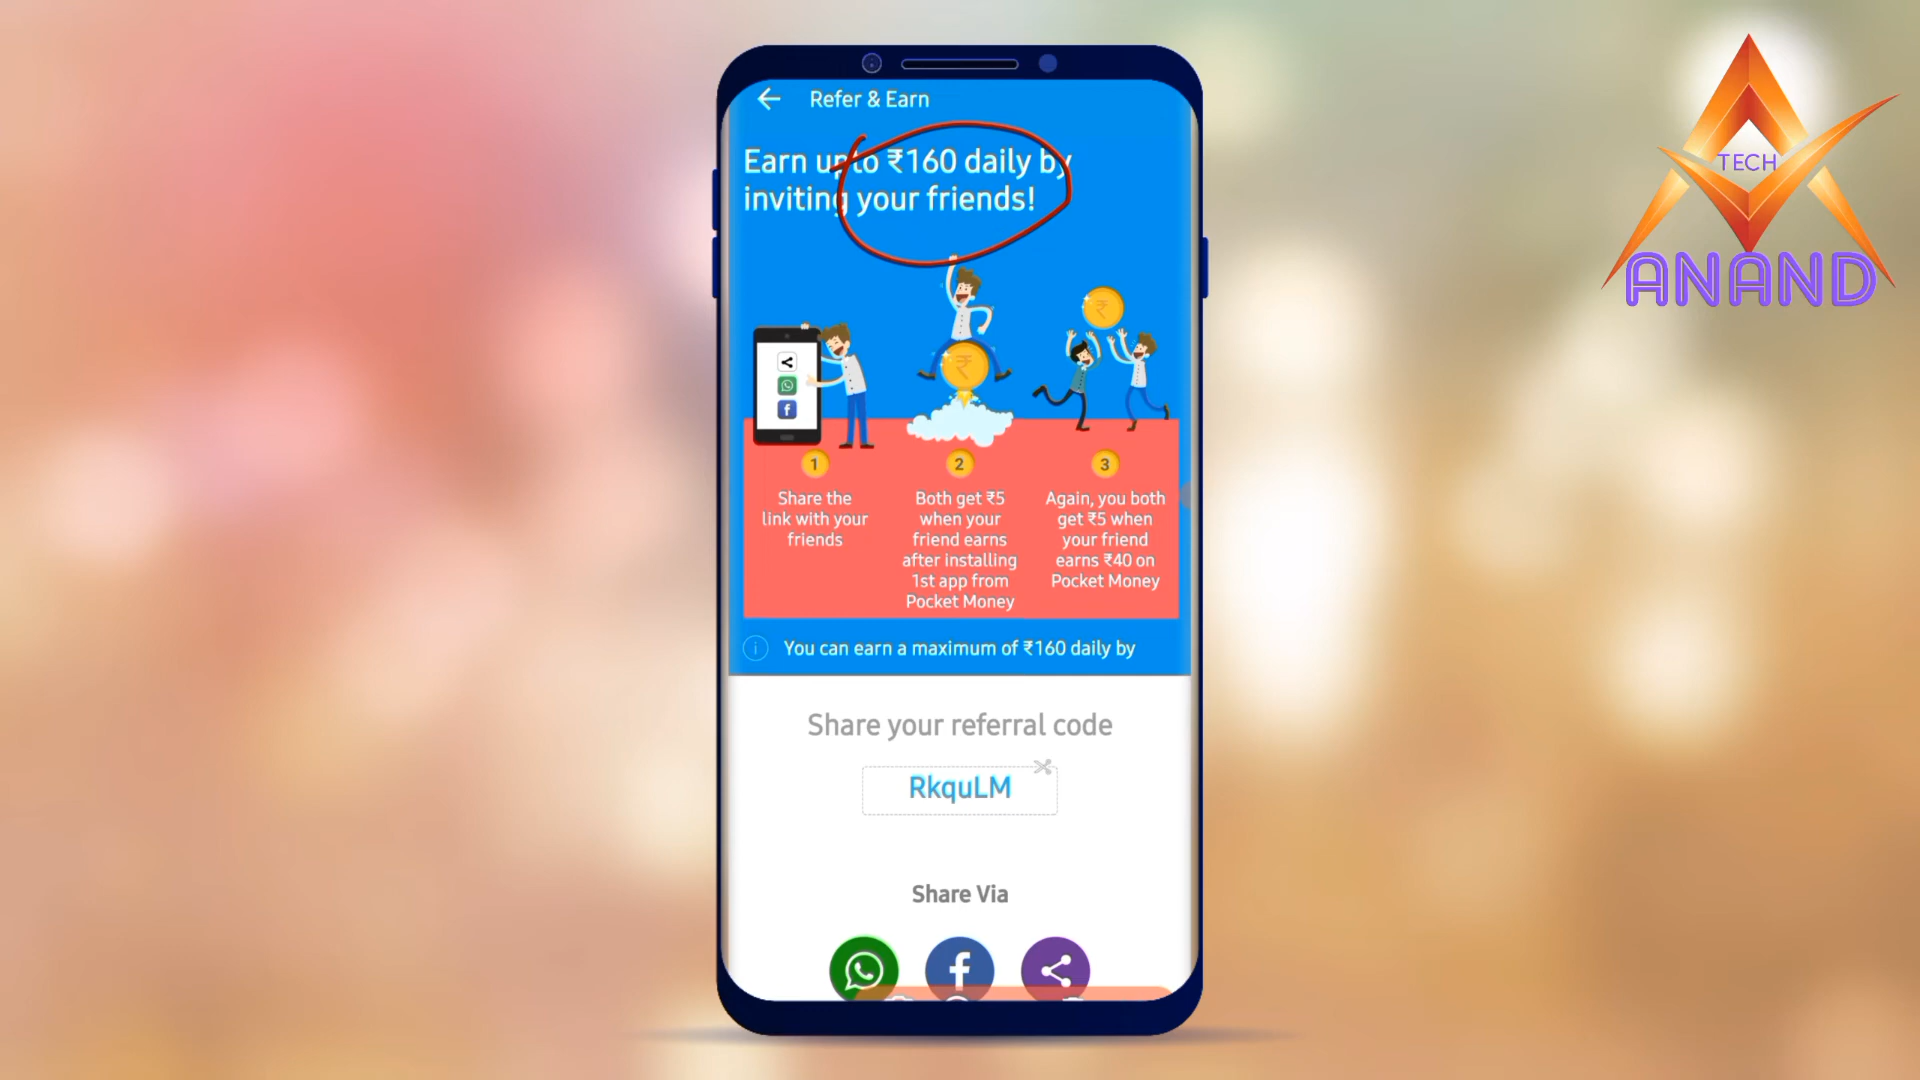 Refer & Earn
Earn upto ₹160 daily by
inviting your friends!
1
Share the
link with your
friends
2
Both get ₹5
when your
friend earns
after installing
1st app from
Pocket Money
3
Again, you both
get ₹5 when
your friend
earns ₹40 on
Pocket Money
You can earn a maximum of ₹160 daily by
Share your referral code
RkquLM
Share Via
TECH
ANAND